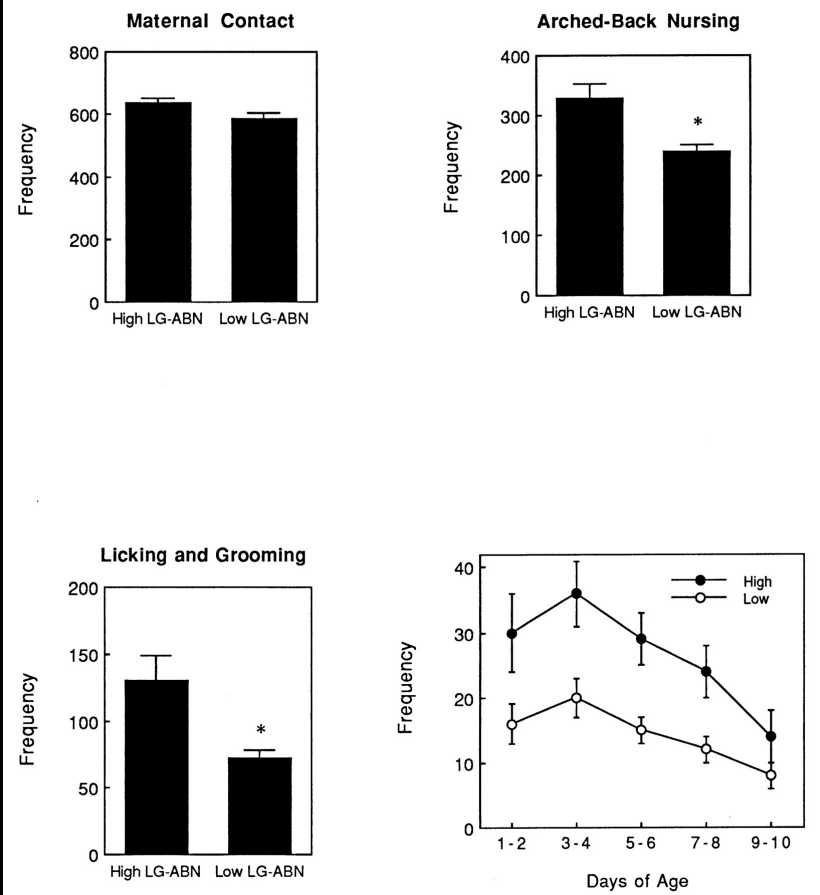 Maternal Contact
800
600
400
200
0
Frequency
High LG-ABN Low LG-ABN
Arched-Back Nursing
400
300
200
100
0
Frequency
*
High LG-ABN Low LG-ABN
Licking and Grooming
200
150
100
50
0
Frequency
*
High LG-ABN Low LG-ABN
40
30
20
10
0
Frequency
High
Low
1-2 3-4 5-6 7-8 9-10
Days of Age